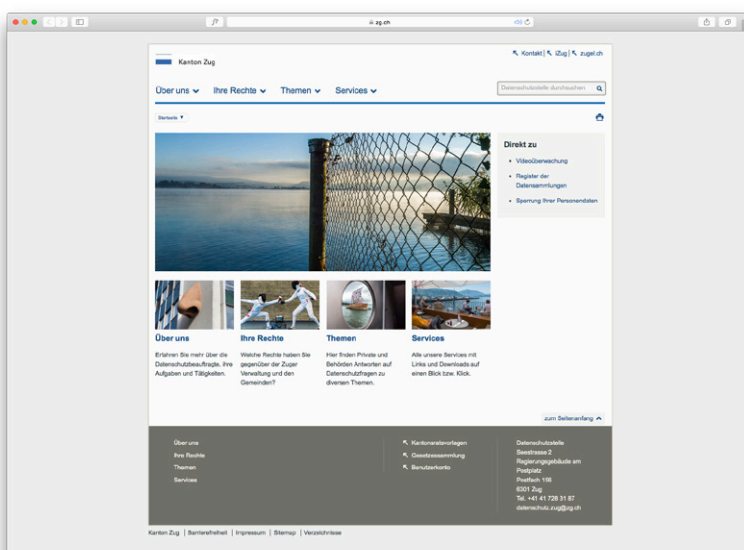 zg.ch
Kanton Zug
Kontakt | iZug | zugel.ch
Über uns Ihre Rechte Themen Services
Datenschutzstelle durchsuchen
Startseite
Direkt zu
Videoüberwachung
Register der
Datensammlungen
Sperrung Ihrer Personendaten
Über uns
Erfahren Sie mehr über die
Datenschutzbeauftragte, ihre
Aufgaben und Tätigkeiten.
Ihre Rechte
Welche Rechte haben Sie
gegenüber der Zuger
Verwaltung und den
Gemeinden?
Themen
Hier finden Private und
Behörden Antworten auf
Datenschutzfragen zu
diversen Themen.
Services
Alle unsere Services mit
Links und Downloads auf
einen Blick bzw. Klick.
zum Seitenanfang
Über uns
Ihre Rechte
Themen
Services
Kantonsratsvorlagen
Gesetzessammlung
Benutzerkonto
Datenschutzstelle
Seestrasse 2
Regierungsgebäude am
Postplatz
Postfach 156
6301 Zug
Tel. +41 41 728 31 87
datenschutz.zug@zg.ch
Kanton Zug | Barrierefreiheit | Impressum | Sitemap | Verzeichnisse